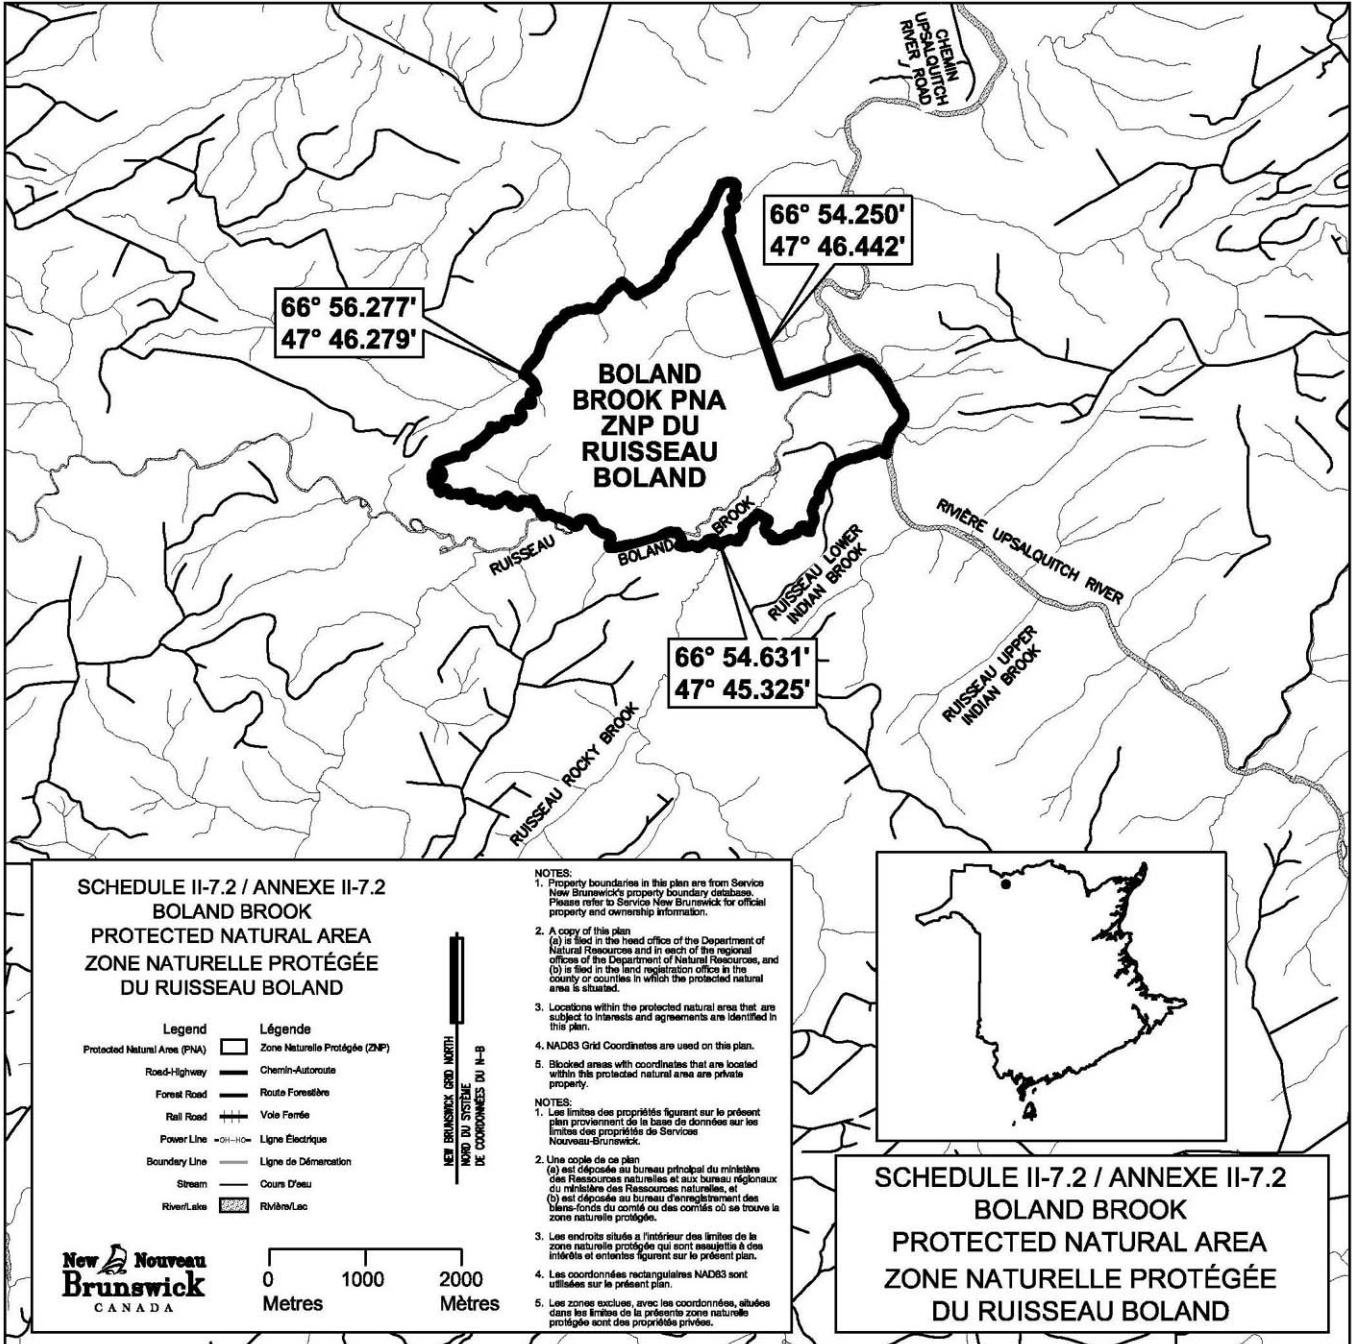 CHEMIN
UPSALQUITCH
RIVER ROAD
66° 54.250'
47° 46.442'
66° 56.277'
47° 46.279'
BOLAND
BROOK PNA
ZNP DU
RUISSEAU
BOLAND
RUISSEAU BOLAND BROOK
RUISSEAU LOWER
INDIAN BROOK
RIVIÈRE UPSALQUITCH RIVER
66° 54.631'
47° 45.325'
RUISSEAU UPPER
INDIAN BROOK
RUISSEAU ROCKY BROOK
SCHEDULE II-7.2 / ANNEXE II-7.2
BOLAND BROOK
PROTECTED NATURAL AREA
ZONE NATURELLE PROTÉGÉE
DU RUISSEAU BOLAND
Legend Légende
Protected Natural Area (PNA) Zone Naturelle Protégée (ZNP)
Road-Highway Chemin-Autoroute
Forest Road Route Forestière
Rail Road Voie Ferrée
Power Line -OH-HO- Ligne Électrique
Boundary Line Ligne de Démarcation
Stream Cours D'eau
River/Lake Rivière/Lac
NEW BRUNSWICK GRID NORTH
NORD DU SYSTÈME
DE COORDONNÉES DU N-B
New Nouveau
Brunswick
CANADA
0 1000 2000
Metres Mètres
NOTES:
1. Property boundaries in this plan are from Service
New Brunswick's property boundary database.
Please refer to Service New Brunswick for official
property and ownership information.
2. A copy of this plan
(a) is filed in the head office of the Department of
Natural Resources and in each of the regional
offices of the Department of Natural Resources, and
(b) is filed in the land registration office in the
county or counties in which the protected natural
area is situated.
3. Locations within the protected natural area that are
subject to interests and agreements are identified in
this plan.
4. NAD83 Grid Coordinates are used on this plan.
5. Blocked areas with coordinates that are located
within this protected natural area are private
property.
NOTES:
1. Les limites des propriétés figurant sur le présent
plan proviennent de la base de données sur les
limites des propriétés de Services
Nouveau-Brunswick.
2. Une copie de ce plan
(a) est déposée au bureau principal du ministère
des Ressources naturelles et aux bureau régionaux
du ministère des Ressources naturelles, et
(b) est déposée au bureau d'enregistrement des
biens-fonds du comté ou des comtés où se trouve la
zone naturelle protégée.
3. Les endroits situés a l'intérieur des limites de la
zone naturelle protégée qui sont assujettis à des
intérêts et ententes figurent sur le présent plan.
4. Les coordonnées rectangulaires NAD83 sont
utilisées sur le présent plan.
5. Les zones exclues, avec les coordonnées, situées
dans les limites de la présente zone naturelle
protégée sont des propriétés privées.
SCHEDULE II-7.2 / ANNEXE II-7.2
BOLAND BROOK
PROTECTED NATURAL AREA
ZONE NATURELLE PROTÉGÉE
DU RUISSEAU BOLAND